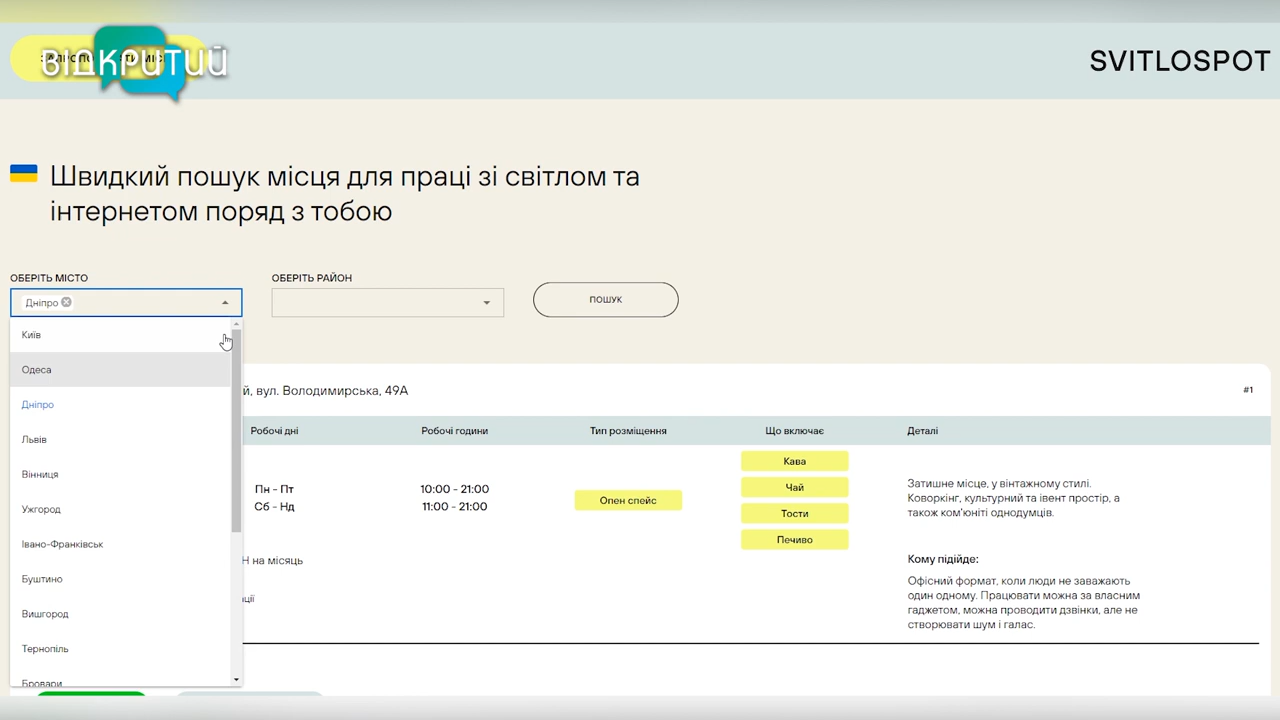 ВІДКРИТИЙ
SVITLOSPOT
Швидкий пошук місця для праці зі світлом та
інтернетом поряд з тобою
ОБЕРІТЬ МІСТО
ОБЕРІТЬ РАЙОН
Дніпро
ПОШУК
Київ
Одеса
Дніпро
Львів
Вінниця
Ужгород
Івано-Франківськ
Буштино
Вишгород
Тернопіль
Бровари
вул. Володимирська, 49А
#1
Робочі дні
Робочі години
Тип розміщення
Що включає
Деталі
Пн - Пт
Сб - Нд
10:00 - 21:00
11:00 - 21:00
Опен спейс
Кава
Чай
Тости
Печиво
Затишне місце, у вінтажному стилі.
Коворкінг, культурний та івент простір, а
також ком'юніті однодумців.
на місяць
Кому підійде:
Офісний формат, коли люди не заважають
один одному. Працювати можна за власним
гаджетом, можна проводити дзвінки, але не
створювати шум і галас.